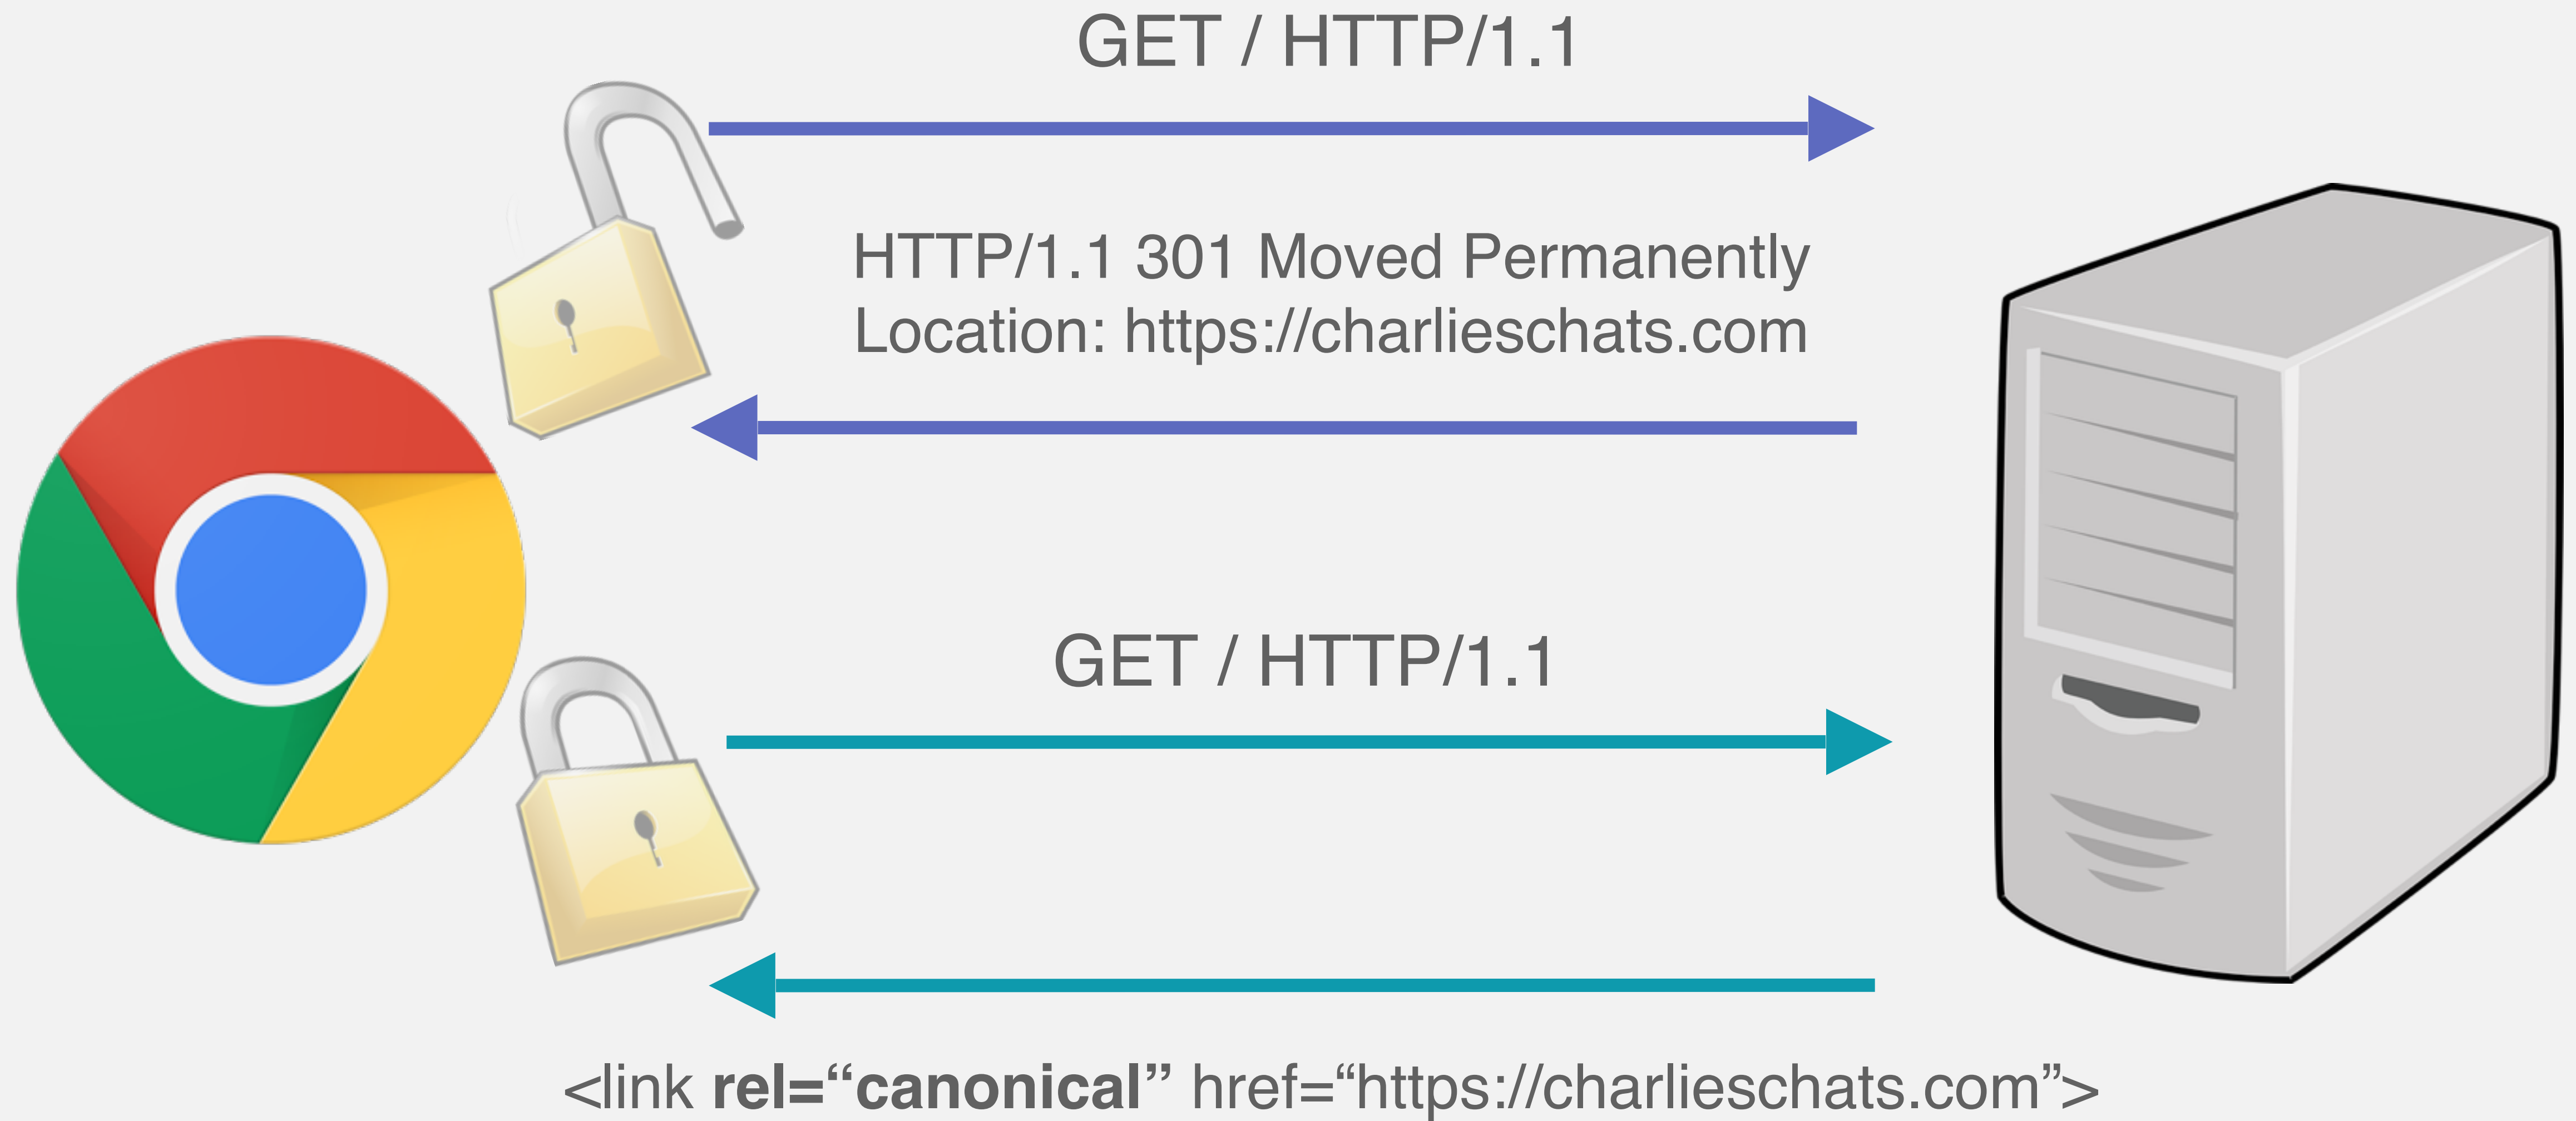 GET / HTTP/1.1
HTTP/1.1 301 Moved Permanently
Location: https://charlieschats.com
GET / HTTP/1.1
<link rel=“canonical” href=“https://charlieschats.com”>